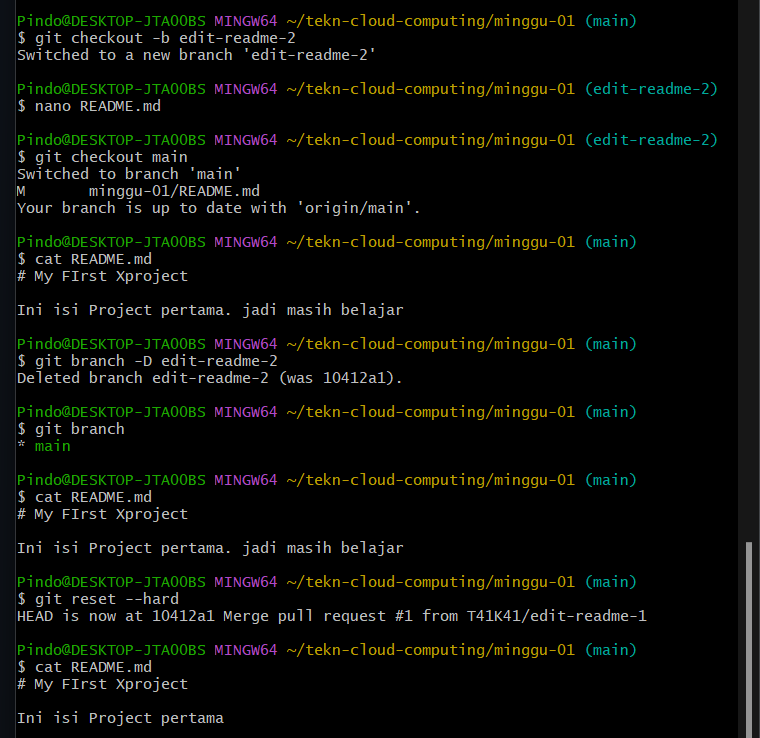 Pindo@DESKTOP-JTAOOBS MINGW64 ~/tekn-cloud-computing/minggu-01 (main)
$ git checkout -b edit-readme-2
Switched to a new branch 'edit-readme-2'
Pindo@DESKTOP-JTAOOBS MINGW64 ~/tekn-cloud-computing/minggu-01 (edit-readme-2)
$ nano README.md
Pindo@DESKTOP-JTAOOBS MINGW64 ~/tekn-cloud-computing/minggu-01 (edit-readme-2)
$ git checkout main
Switched to branch 'main'
M       minggu-01/README.md
Your branch is up to date with 'origin/main'.
Pindo@DESKTOP-JTAOOBS MINGW64 ~/tekn-cloud-computing/minggu-01 (main)
$ cat README.md
# My FIrst Xproject
Ini isi Project pertama. jadi masih belajar
Pindo@DESKTOP-JTAOOBS MINGW64 ~/tekn-cloud-computing/minggu-01 (main)
$ git branch -D edit-readme-2
Deleted branch edit-readme-2 (was 10412a1).
Pindo@DESKTOP-JTAOOBS MINGW64 ~/tekn-cloud-computing/minggu-01 (main)
$ git branch
* main
Pindo@DESKTOP-JTAOOBS MINGW64 ~/tekn-cloud-computing/minggu-01 (main)
$ cat README.md
# My FIrst Xproject
Ini isi Project pertama. jadi masih belajar
Pindo@DESKTOP-JTAOOBS MINGW64 ~/tekn-cloud-computing/minggu-01 (main)
$ git reset --hard
HEAD is now at 10412a1 Merge pull request #1 from T41K41/edit-readme-1
Pindo@DESKTOP-JTAOOBS MINGW64 ~/tekn-cloud-computing/minggu-01 (main)
$ cat README.md
# My FIrst Xproject
Ini isi Project pertama